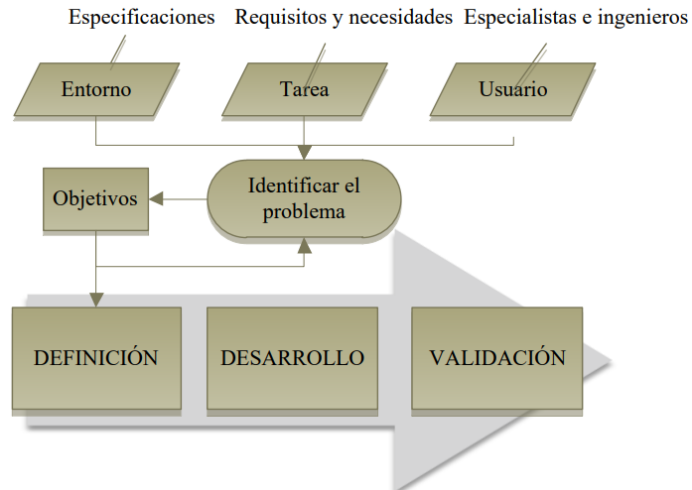 Especificaciones
Requisitos y necesidades
Especialistas e ingenieros
Entorno
Tarea
Usuario
Objetivos
Identificar el
problema
DEFINICIÓN
DESARROLLO
VALIDACIÓN